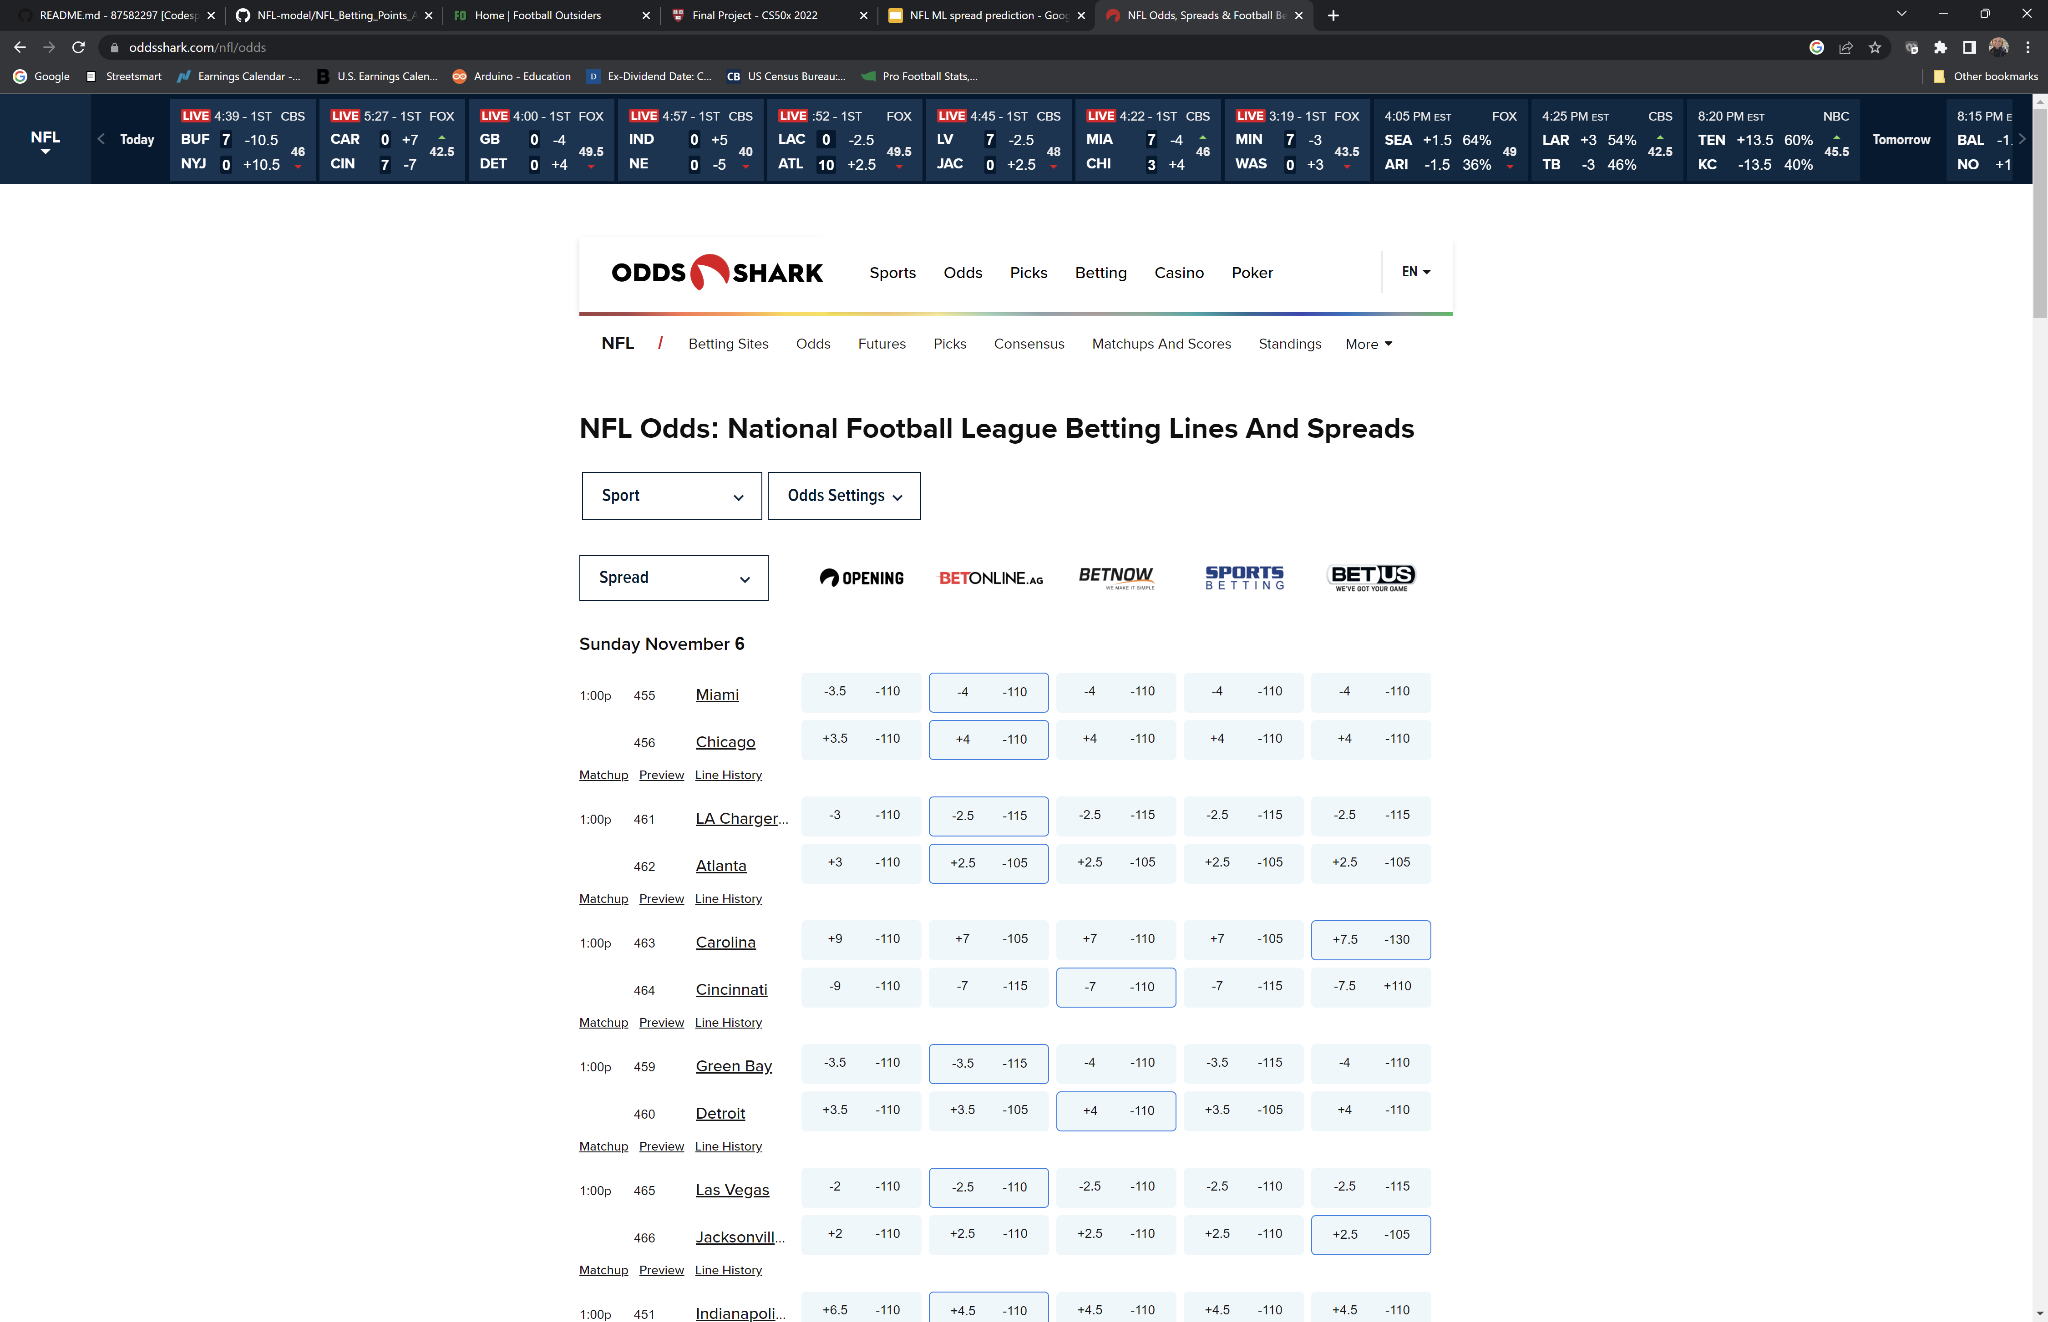 README.md - 87582297 [Codesp
NFL-model/NFL_Betting_Points_A
FO Home | Football Outsiders
Final Project - CS50x 2022
NFL ML spread prediction - Goog
NFL Odds, Spreads & Football Be
oddsshark.com/nfl/odds
Google Streetsmart Earnings Calendar -... U.S. Earnings Calen... Arduino - Education Ex-Dividend Date: C... CB US Census Bureau:... Pro Football Stats,... Other bookmarks
NFL
Today
LIVE 4:39 - 1ST CBS
BUF 7 -10.5
46
NYJ 0 +10.5
LIVE 5:27 - 1ST FOX
CAR 0 +7
42.5
CIN 7 -7
LIVE 4:00 - 1ST FOX
GB 0 -4
49.5
DET 0 +4
LIVE 4:57 - 1ST CBS
IND 0 +5
40
NE 0 -5
LIVE :52 - 1ST FOX
LAC 0 -2.5
49.5
ATL 10 +2.5
LIVE 4:45 - 1ST CBS
LV 7 -2.5
48
JAC 0 +2.5
LIVE 4:22 - 1ST CBS
MIA 7 -4
46
CHI 3 +4
LIVE 3:19 - 1ST FOX
MIN 7 -3
43.5
WAS 0 +3
4:05 PM EST FOX
SEA +1.5 64%
49
ARI -1.5 36%
4:25 PM EST CBS
LAR +3 54%
42.5
TB -3 46%
8:20 PM EST NBC
TEN +13.5 60%
45.5
KC -13.5 40%
Tomorrow
8:15 PM E
BAL -1.
NO +1
ODDS SHARK
Sports Odds Picks Betting Casino Poker
EN
NFL / Betting Sites Odds Futures Picks Consensus Matchups And Scores Standings More
NFL Odds: National Football League Betting Lines And Spreads
Sport
Odds Settings
Spread
OPENING
BETONLINE.AG
BETNOW
WE MAKE IT SIMPLE
SPORTS
BETTING
BETUS
WE'VE GOT YOUR GAME
Sunday November 6
1:00p 455 Miami -3.5 -110 -4 -110 -4 -110 -4 -110 -4 -110
456 Chicago +3.5 -110 +4 -110 +4 -110 +4 -110 +4 -110
Matchup Preview Line History
1:00p 461 LA Charger... -3 -110 -2.5 -115 -2.5 -115 -2.5 -115 -2.5 -115
462 Atlanta +3 -110 +2.5 -105 +2.5 -105 +2.5 -105 +2.5 -105
Matchup Preview Line History
1:00p 463 Carolina +9 -110 +7 -105 +7 -110 +7 -105 +7.5 -130
464 Cincinnati -9 -110 -7 -115 -7 -110 -7 -115 -7.5 +110
Matchup Preview Line History
1:00p 459 Green Bay -3.5 -110 -3.5 -115 -4 -110 -3.5 -115 -4 -110
460 Detroit +3.5 -110 +3.5 -105 +4 -110 +3.5 -105 +4 -110
Matchup Preview Line History
1:00p 465 Las Vegas -2 -110 -2.5 -110 -2.5 -110 -2.5 -110 -2.5 -115
466 Jacksonvill... +2 -110 +2.5 -110 +2.5 -110 +2.5 -110 +2.5 -105
Matchup Preview Line History
1:00p 451 Indianapoli... +6.5 -110 +4.5 -110 +4.5 -110 +4.5 -110 +4.5 -110